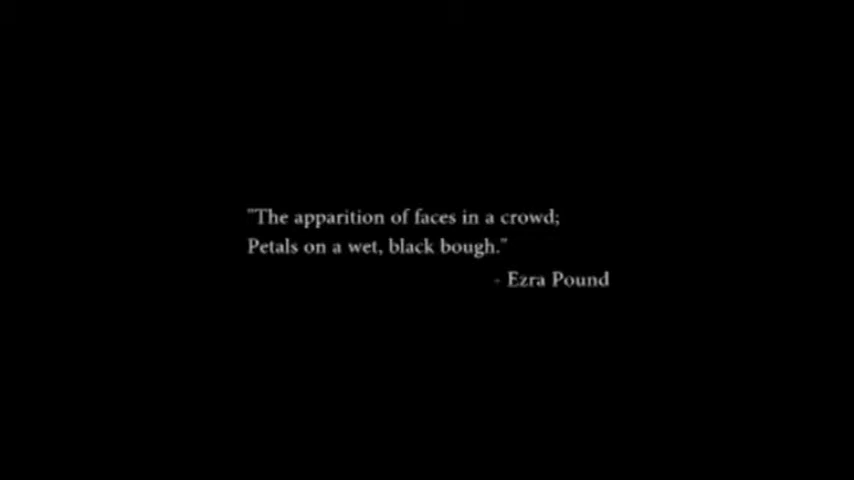 "The apparition of faces in a crowd;
Petals on a wet, black bough."
- Ezra Pound